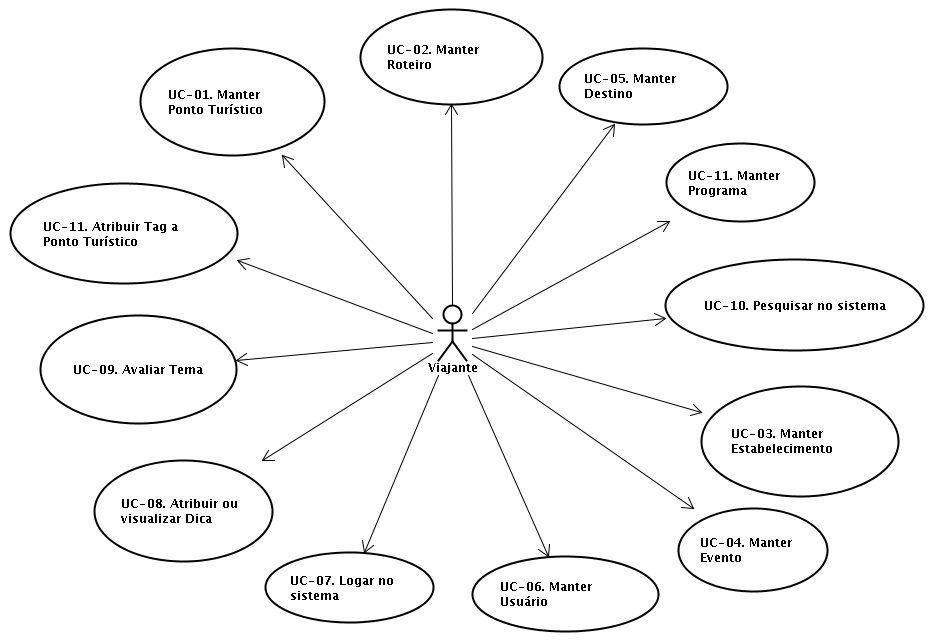 UC-02. Manter
Roteiro
UC-05. Manter
Destino
UC-01. Manter
Ponto Turístico
UC-11. Manter
Programa
UC-11. Atribuir Tag a
Ponto Turístico
UC-10. Pesquisar no sistema
Viajante
UC-09. Avaliar Tema
UC-03. Manter
Estabelecimento
UC-08. Atribuir ou
visualizar Dica
UC-04. Manter
Evento
UC-07. Logar no
sistema
UC-06. Manter
Usuário